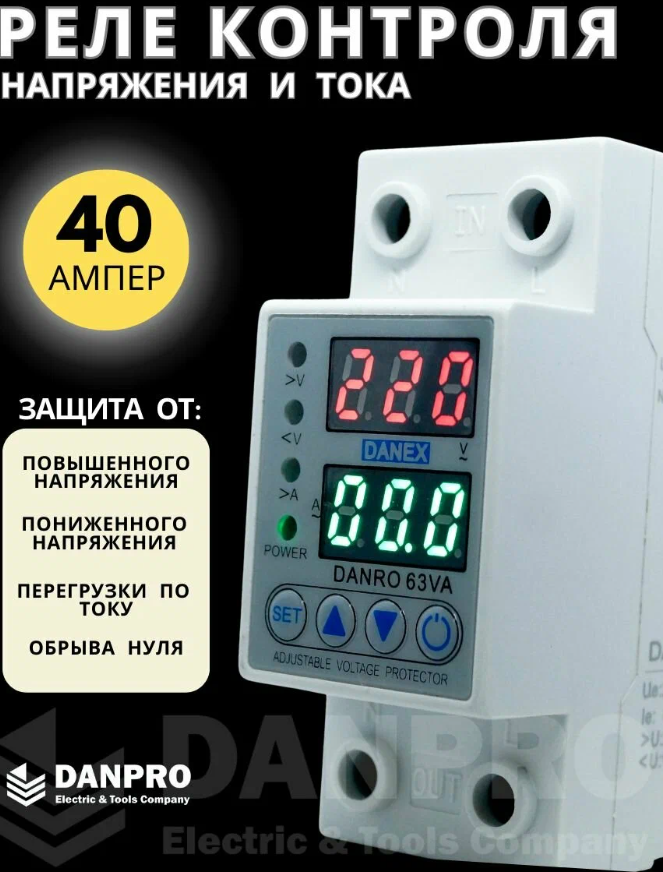 РЕЛЕ КОНТРОЛЯ
НАПРЯЖЕНИЯ И ТОКА
40
АМПЕР
ЗАЩИТА ОТ:
ПОВЫШЕННОГО
НАПРЯЖЕНИЯ
ПОНИЖЕННОГО
НАПРЯЖЕНИЯ
ПЕРЕГРУЗКИ ПО
ТОКУ
ОБРЫВА НУЛЯ
DANPRO
Electric & Tools Company
IN
N L
220
>V
<V
DANEX
V
~
>A
A
~
00.0
POWER
DANRO 63VA
SET
ADJUSTABLE VOLTAGE PROTECTOR
OUT
Ue:
Ie:
>U:
<U:
DANPRO
Electric & Tools Company